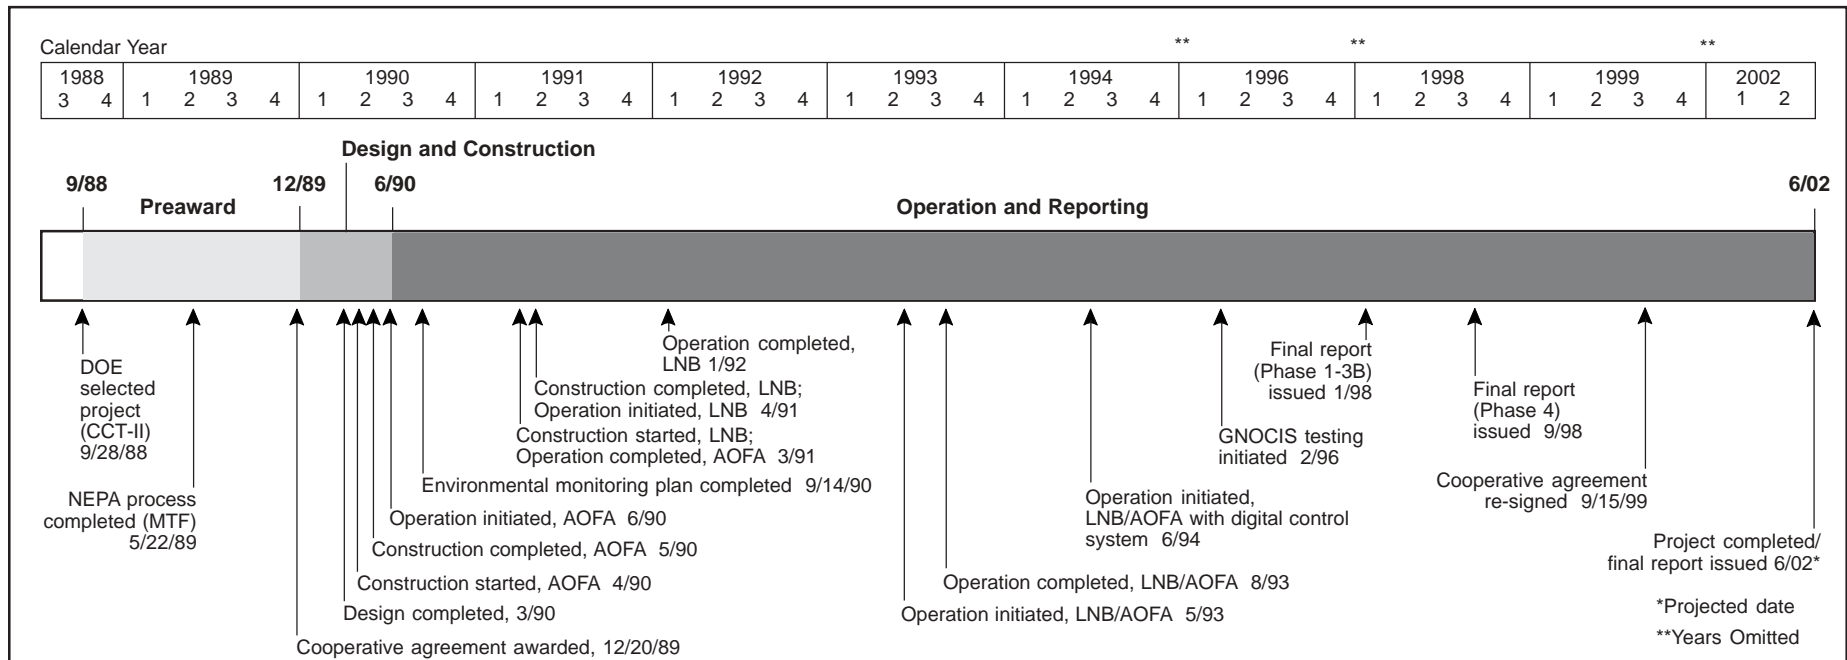 Calendar Year
** ** **
1988 1989 1990 1991 1992 1993 1994 1996 1998 1999 2002
3 4 1 2 3 4 1 2 3 4 1 2 3 4 1 2 3 4 1 2 3 4 1 2 3 4 1 2 3 4 1 2 3 4 1 2 3 4 1 2
Design and Construction
9/88 12/89 6/90 6/02
Preaward Operation and Reporting
DOE
selected
project
(CCT-II)
9/28/88
NEPA process
completed (MTF)
5/22/89
Cooperative agreement awarded, 12/20/89
Design completed, 3/90
Construction started, AOFA 4/90
Construction completed, AOFA 5/90
Operation initiated, AOFA 6/90
Environmental monitoring plan completed 9/14/90
Construction started, LNB;
Operation completed, AOFA 3/91
Construction completed, LNB;
Operation initiated, LNB 4/91
Operation completed,
LNB 1/92
Operation initiated, LNB/AOFA 5/93
Operation completed, LNB/AOFA 8/93
Operation initiated,
LNB/AOFA with digital control
system 6/94
GNOCIS testing
initiated 2/96
Final report
(Phase 1-3B)
issued 1/98
Final report
(Phase 4)
issued 9/98
Cooperative agreement
re-signed 9/15/99
Project completed/
final report issued 6/02*
*Projected date
**Years Omitted